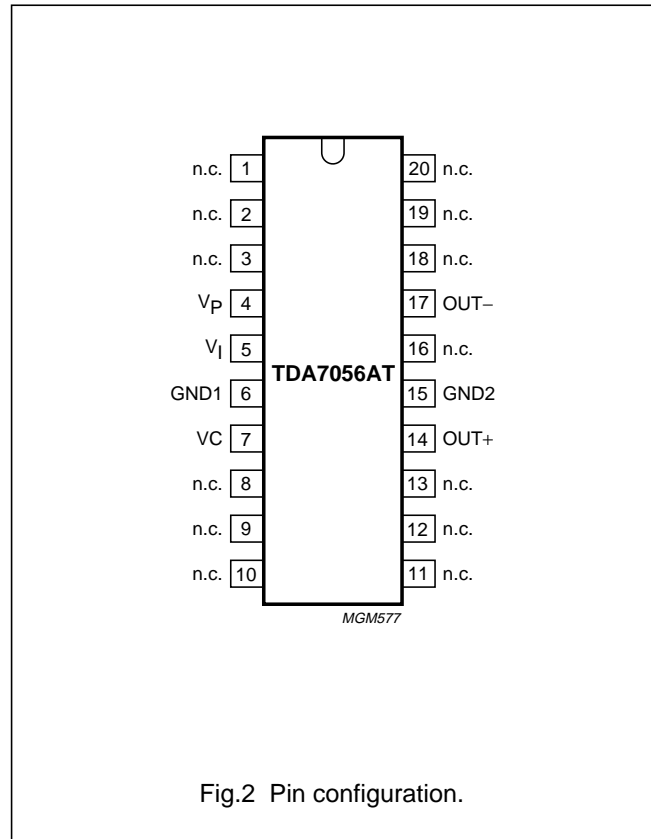 n.c. 1 20 n.c.
n.c. 2 19 n.c.
n.c. 3 18 n.c.
VP 4 17 OUT−
VI 5 16 n.c.
TDA7056AT
GND1 6 15 GND2
VC 7 14 OUT+
n.c. 8 13 n.c.
n.c. 9 12 n.c.
n.c. 10 11 n.c.
MGM577
Fig.2 Pin configuration.